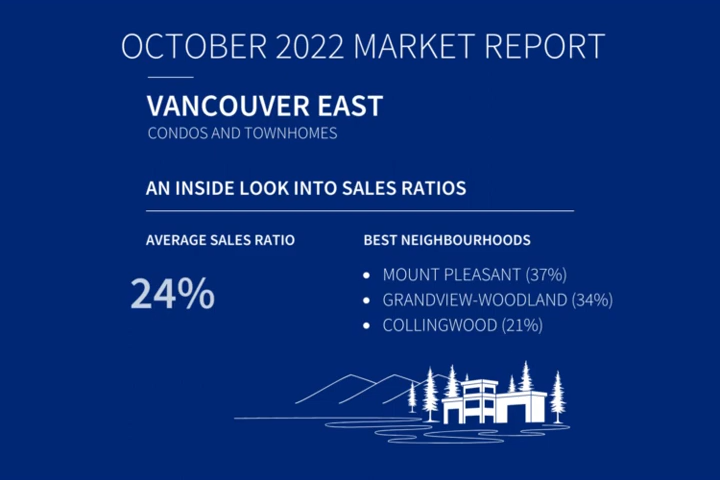 OCTOBER 2022 MARKET REPORT
VANCOUVER EAST
CONDOS AND TOWNHOMES
AN INSIDE LOOK INTO SALES RATIOS
AVERAGE SALES RATIO
24%
BEST NEIGHBOURHOODS
• MOUNT PLEASANT (37%)
• GRANDVIEW-WOODLAND (34%)
• COLLINGWOOD (21%)